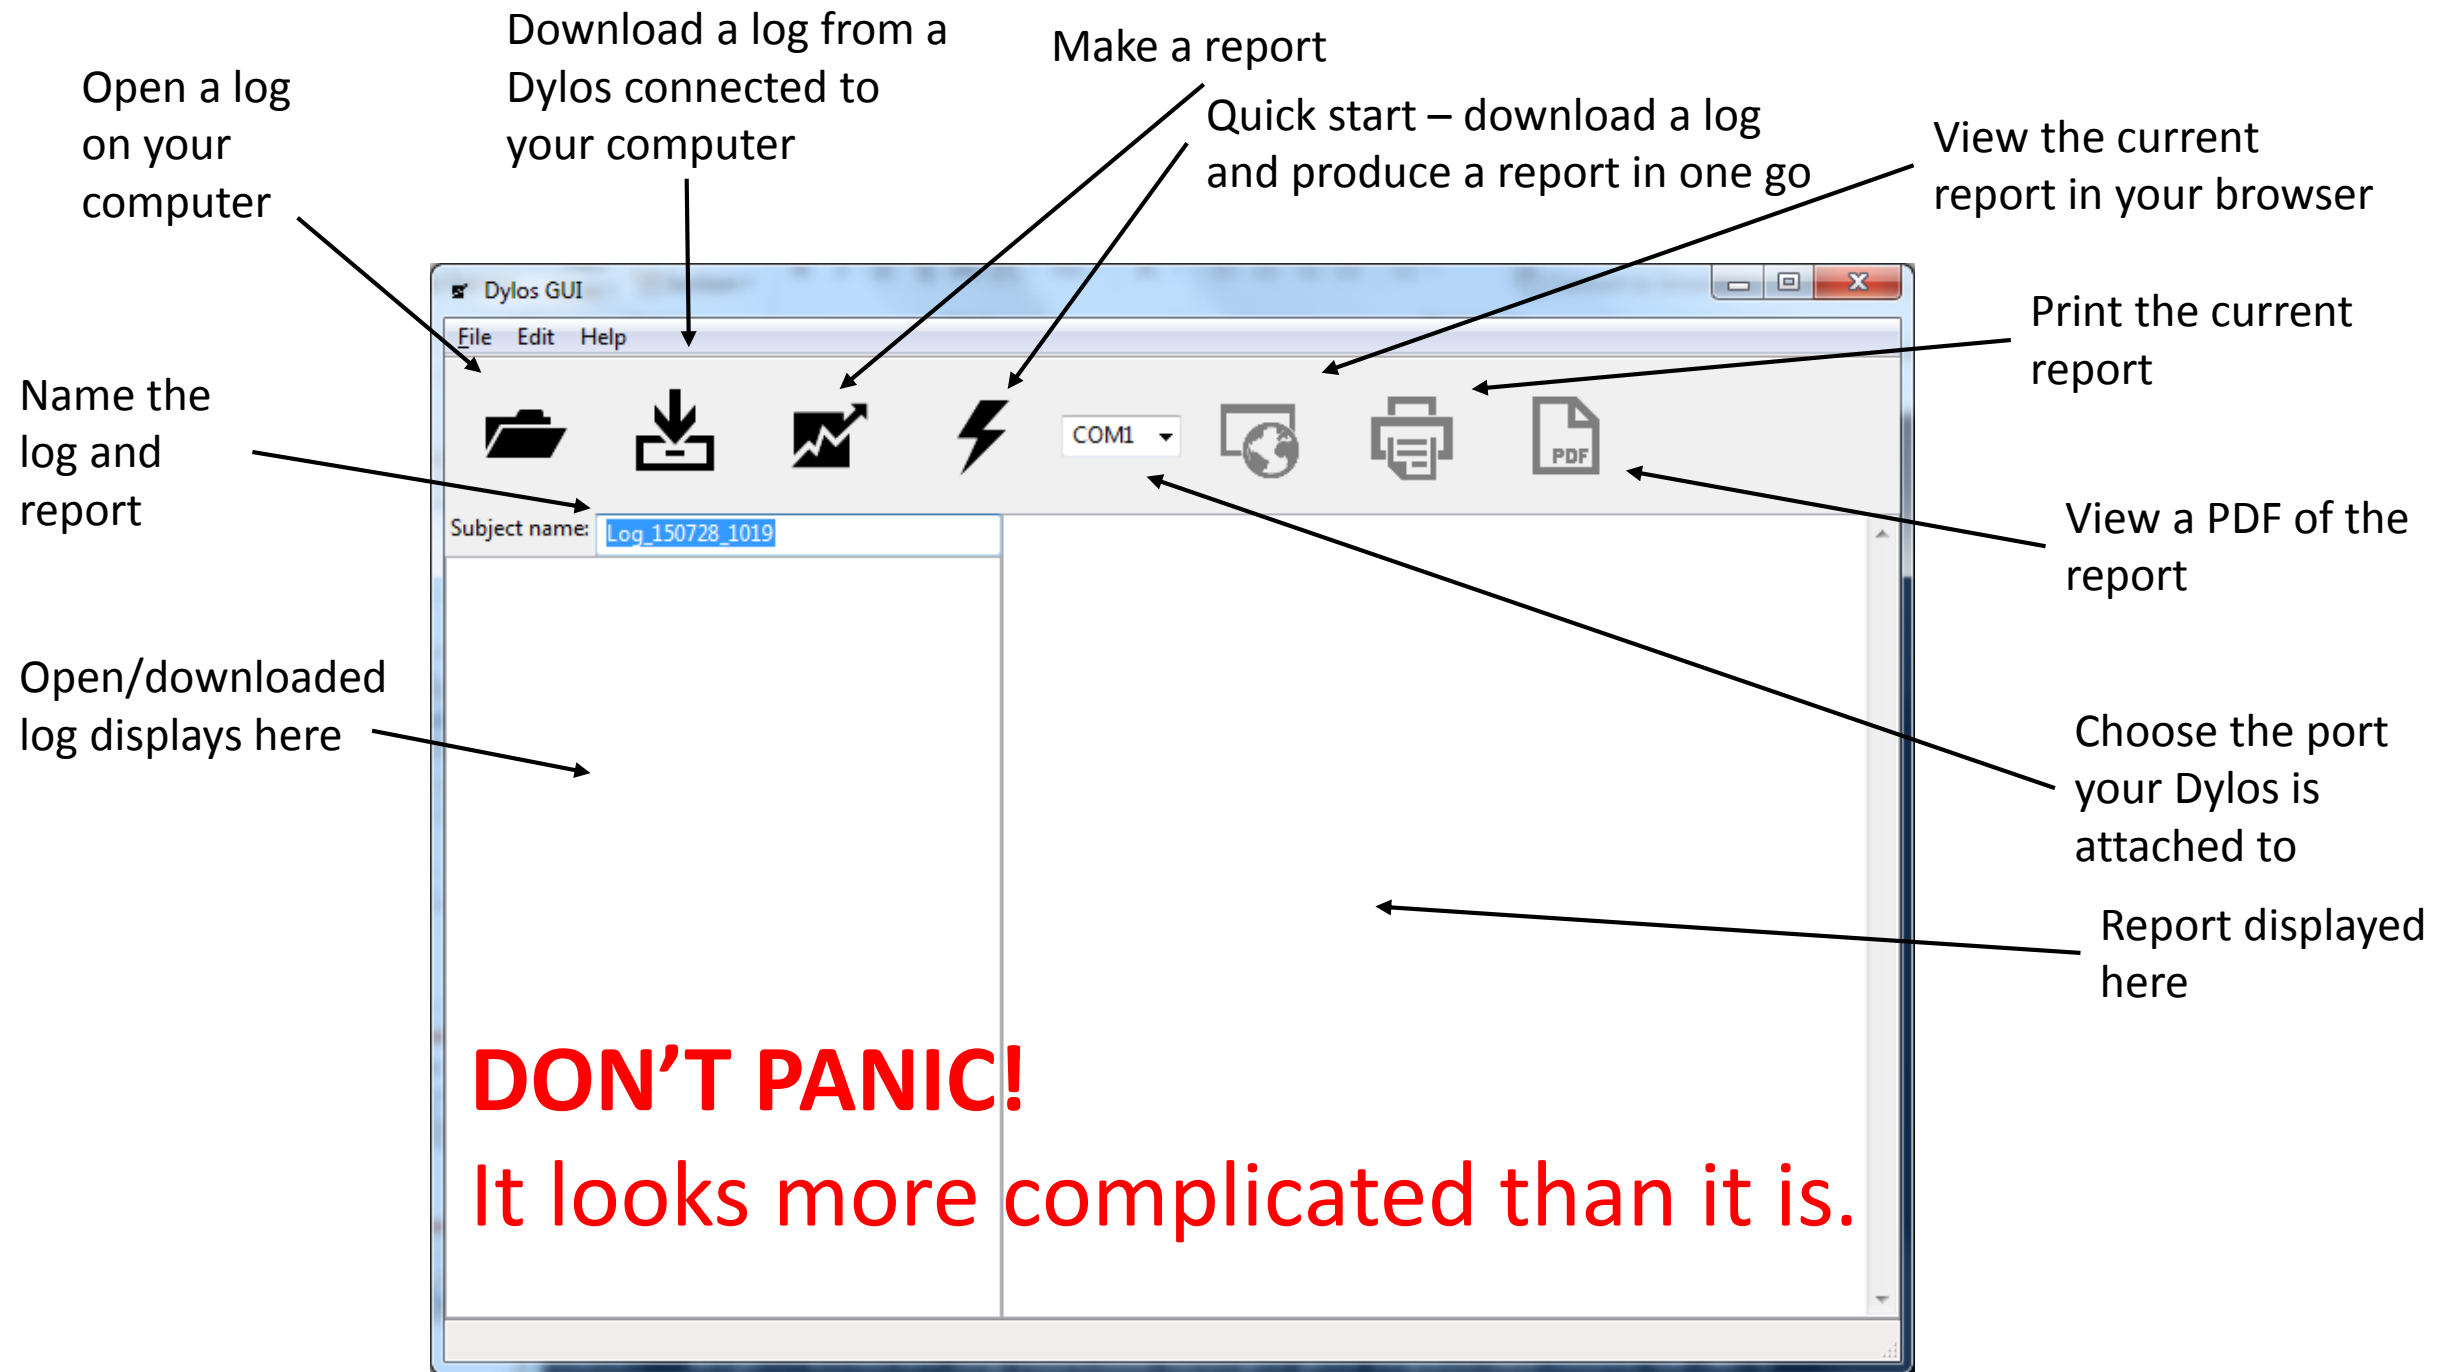 Download a log from a
Dylos connected to
your computer
Make a report
Open a log
on your
computer
Quick start – download a log
and produce a report in one go
View the current
report in your browser
Print the current
report
Name the
log and
report
Dylos GUI
File Edit Help
COM1
PDF
Subject name: Log_150728_1019
View a PDF of the
report
Open/downloaded
log displays here
Choose the port
your Dylos is
attached to
Report displayed
here
DON’T PANIC!
It looks more complicated than it is.